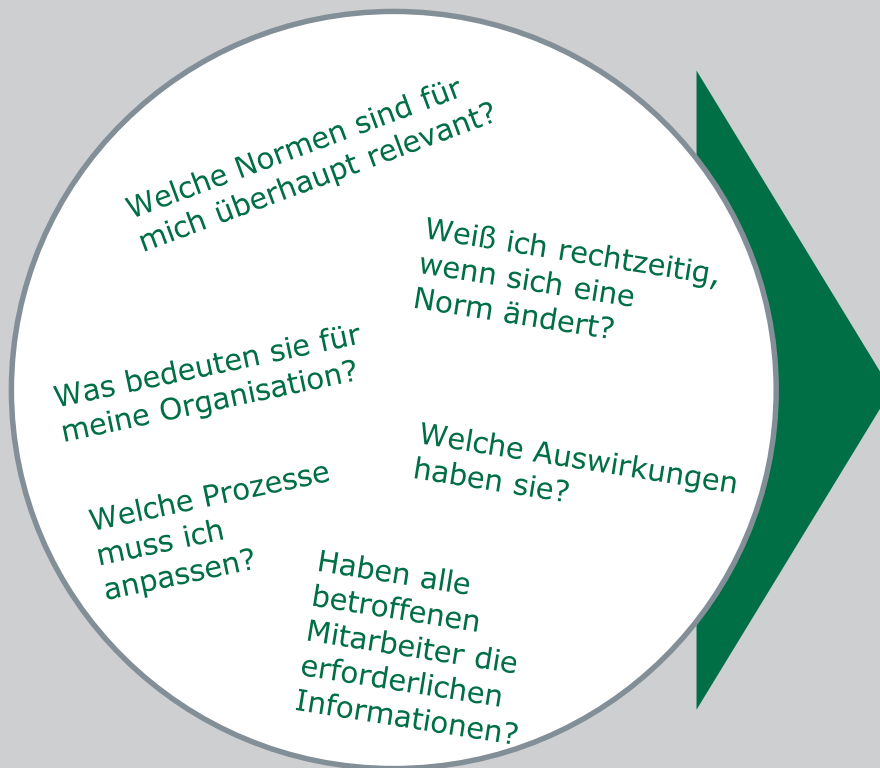 Welche Normen sind für
mich überhaupt relevant?
Weiß ich rechtzeitig,
wenn sich eine
Norm ändert?
Was bedeuten sie für
meine Organisation?
Welche Auswirkungen
haben sie?
Welche Prozesse
muss ich
anpassen?
Haben alle
betroffenen
Mitarbeiter die
erforderlichen
Informationen?